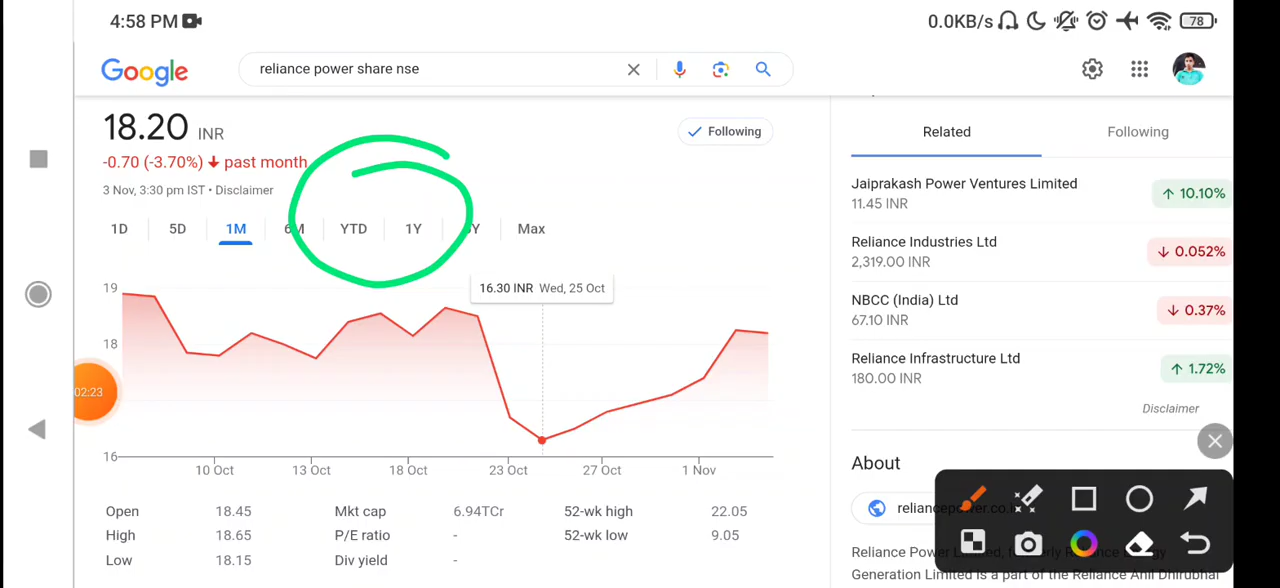 4:58 PM
0.0KB/s 78
Google
reliance power share nse
18.20 INR
Following
-0.70 (-3.70%) past month
3 Nov, 3:30 pm IST • Disclaimer
1D 5D 1M 6M YTD 1Y Max
19
18
16
16.30 INR Wed, 25 Oct
10 Oct 13 Oct 18 Oct 23 Oct 27 Oct 1 Nov
02:23
Open 18.45 Mkt cap 6.94TCr 52-wk high 22.05
High 18.65 P/E ratio - 52-wk low 9.05
Low 18.15 Div yield -
Related Following
Jaiprakash Power Ventures Limited
11.45 INR
10.10%
Reliance Industries Ltd
2,319.00 INR
0.052%
NBCC (India) Ltd
67.10 INR
0.37%
Reliance Infrastructure Ltd
180.00 INR
1.72%
Disclaimer
About
reliancepower.co
Reliance Power
Generation Limited is a part of the Reliance Anil Dhirubhai